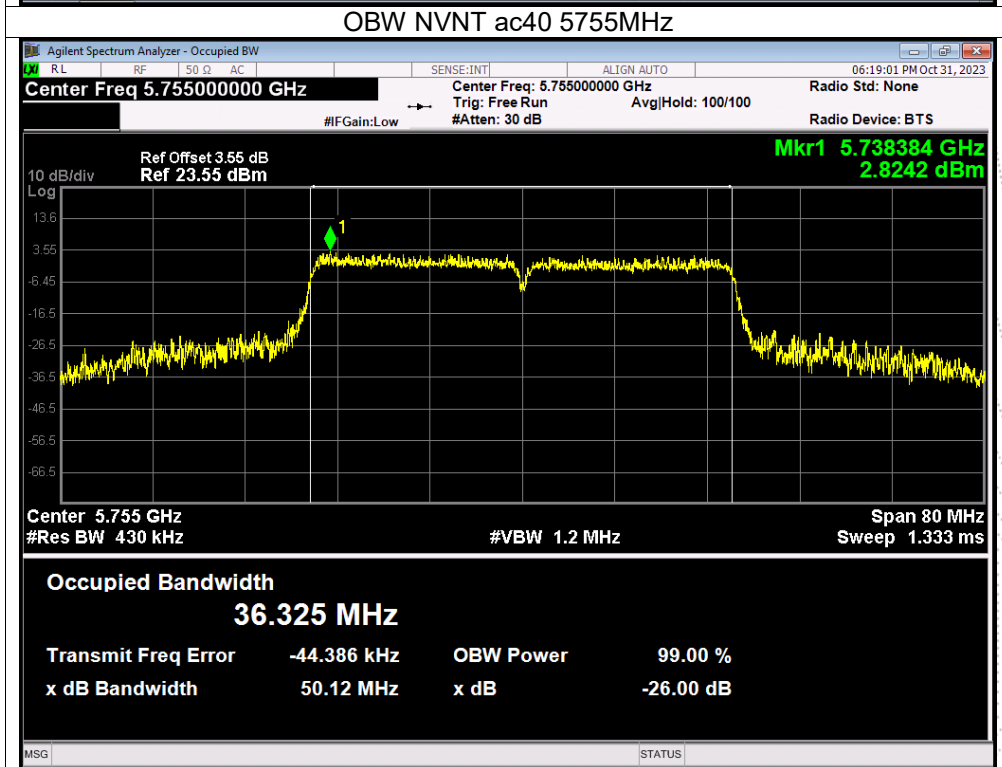 OBW NVNT ac40 5755MHz
Agilent Spectrum Analyzer - Occupied BW
LXI RL RF 50 Ω AC SENSE:INT ALIGN AUTO 06:19:01 PM Oct 31, 2023
Center Freq 5.755000000 GHz Center Freq: 5.755000000 GHz Radio Std: None
Trig: Free Run Avg|Hold: 100/100
#IFGain:Low #Atten: 30 dB Radio Device: BTS
Ref Offset 3.55 dB Mkr1 5.738384 GHz
10 dB/div Ref 23.55 dBm 2.8242 dBm
Log
13.6
1
3.55
-6.45
-16.5
-26.5
-36.5
-46.5
-56.5
-66.5
Center 5.755 GHz Span 80 MHz
#Res BW 430 kHz #VBW 1.2 MHz Sweep 1.333 ms
Occupied Bandwidth
36.325 MHz
Transmit Freq Error -44.386 kHz OBW Power 99.00 %
x dB Bandwidth 50.12 MHz x dB -26.00 dB
MSG STATUS